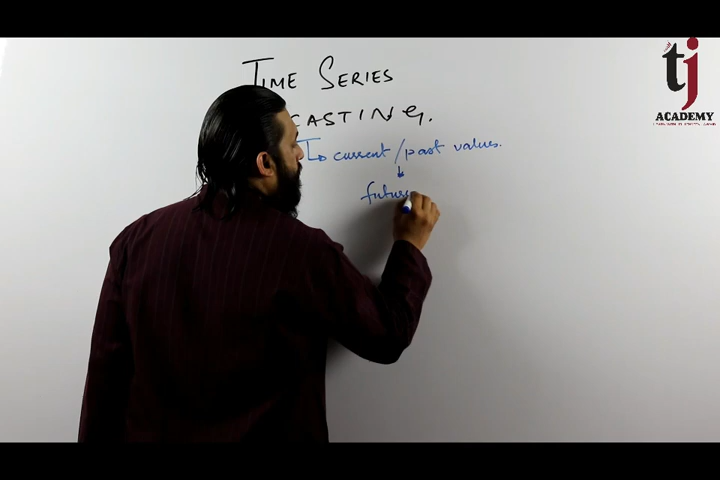 TIME SERIES
CASTING.
current / past values.
future
tj
ACADEMY